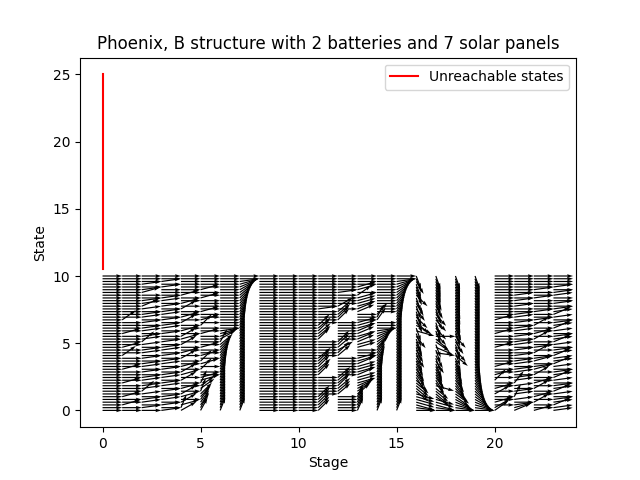 Phoenix, B structure with 2 batteries and 7 solar panels
Unreachable states
25
20
15
10
5
0
State
0 5 10 15 20
Stage